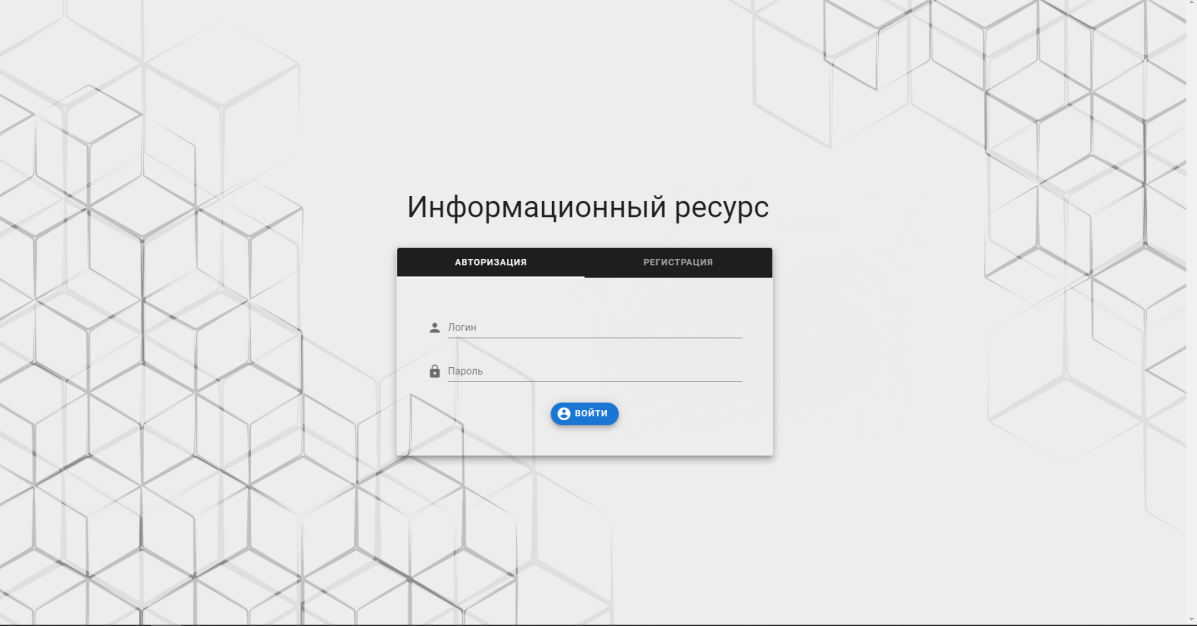 Информационный ресурс
АВТОРИЗАЦИЯ РЕГИСТРАЦИЯ
Логин
Пароль
ВОЙТИ